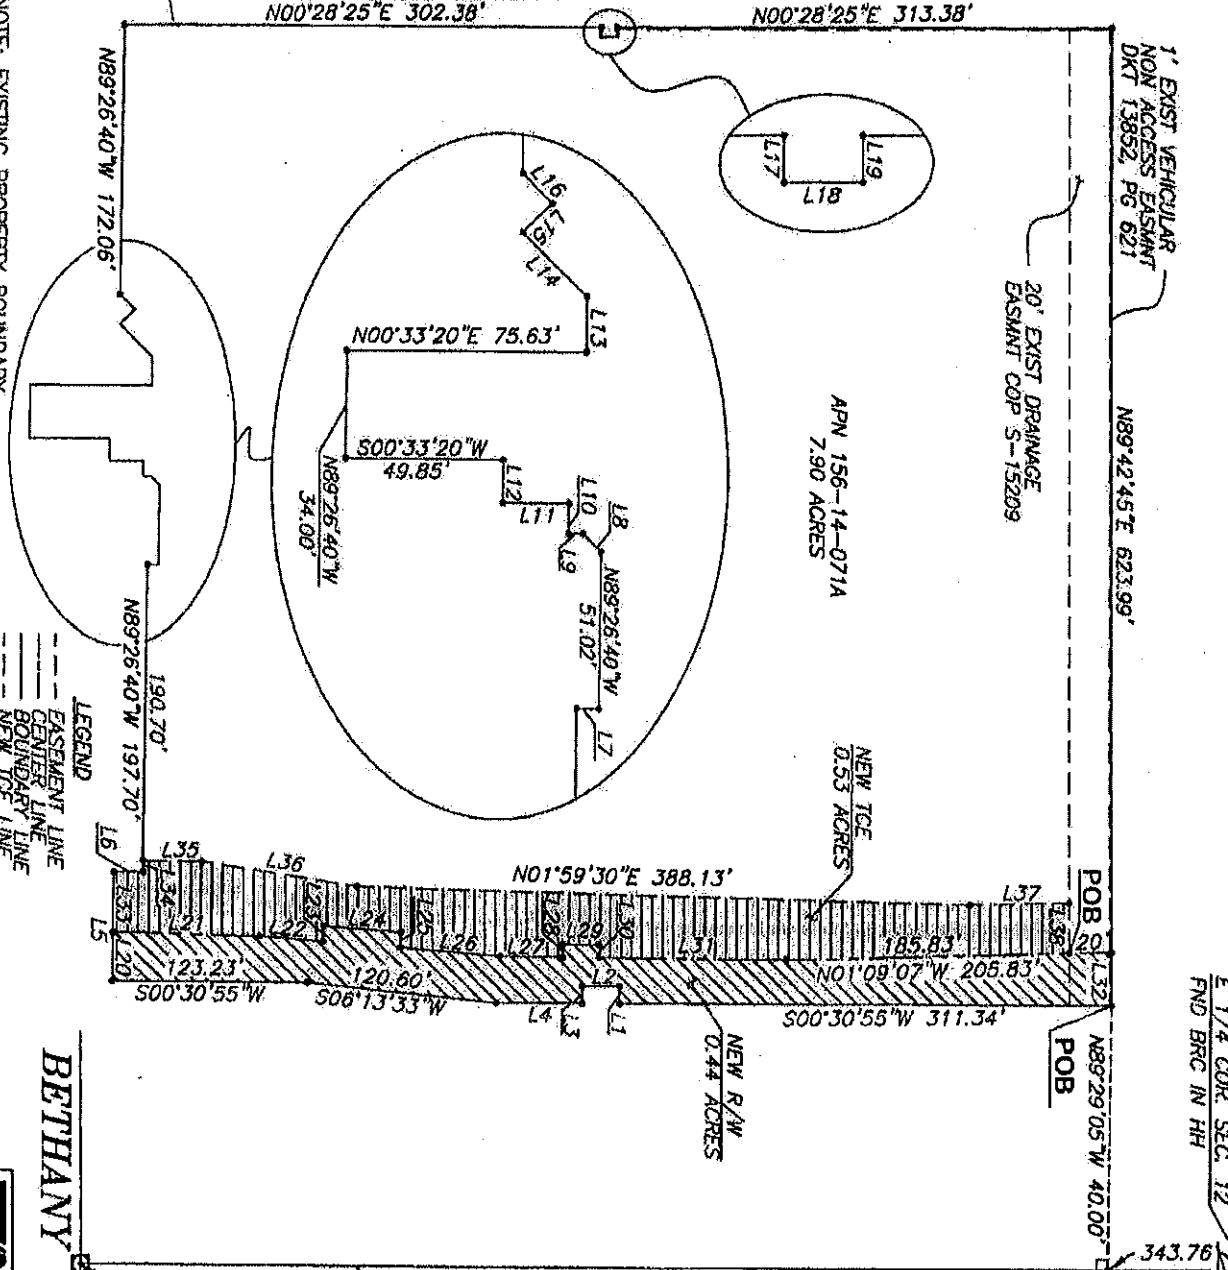 N00°28'25"E 302.38'
N00°28'25"E 313.38'
1' EXIST VEHICULAR
NON ACCESS EASMNT
DKT 13852, PG 621
20' EXIST DRAINAGE
EASMNT COP S-15209
N89°42'45"E 623.99'
N89°26'40"W 172.06'
L17
L18
L19
L16
L15
L14
L13
N00°33'20"E 75.63'
S00°33'20"W
49.85'
N89°26'40"W
34.00'
L12
L11
L10
L9
L8
N89°26'40"W
51.02'
L7
APN 156-14-071A
7.90 ACRES
NEW TCE
0.53 ACRES
190.70'
N89°26'40"W 197.70'
NOTE: EXISTING PROPERTY BOUNDARY
LEGEND
EASEMENT LINE
CENTER LINE
BOUNDARY LINE
NEW TCE LINE
L6
L35
L36
N01°59'30"E 388.13'
L37
POB
L34
L33
L23
L24
L25
L28
L29
L30
L38
20'
L5
L21
L22
L26
L27
L31
185.83'
N01°09'07"W 205.83'
L32
L20
123.23'
120.60'
L2
S00°30'55"W
S06°13'33"W
L4
L3
L1
S00°30'55"W 311.34'
NEW R/W
0.44 ACRES
POB
N89°29'05"W 40.00'
E 1/4 COR. SEC. 12
FND BRC IN HH
343.76
BETHANY